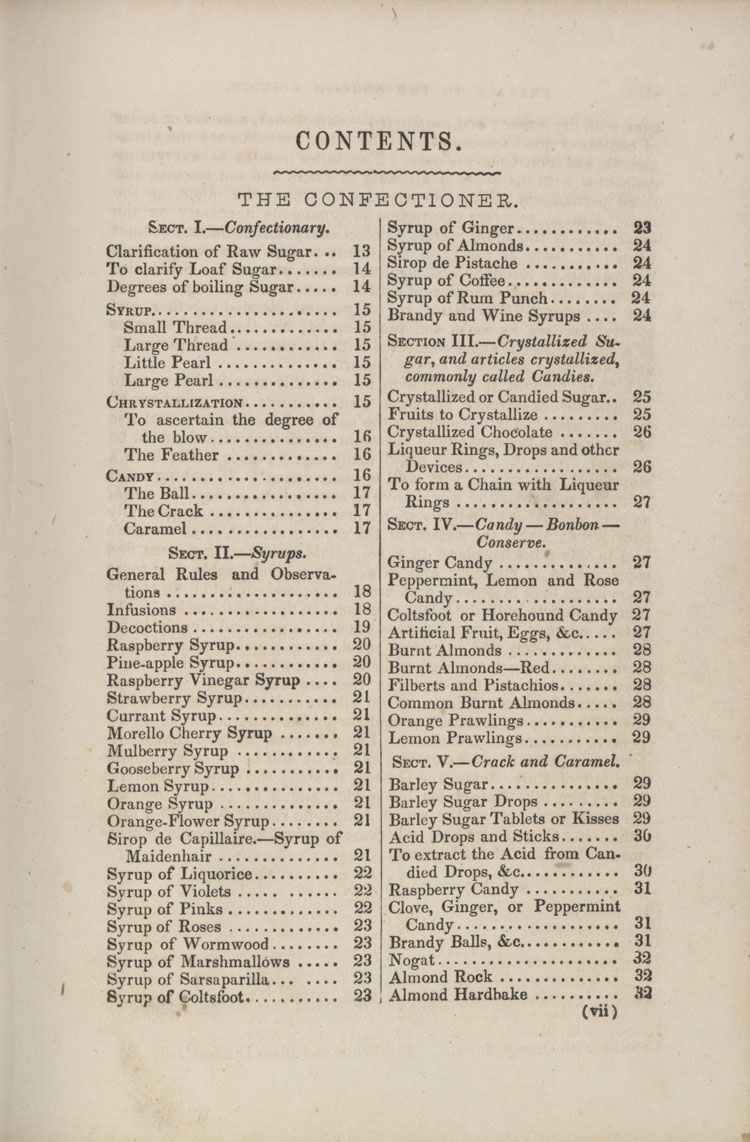 CONTENTS.
THE CONFECTIONER.
SECT. I.—Confectionary.
Clarification of Raw Sugar... 13
To clarify Loaf Sugar....... 14
Degrees of boiling Sugar..... 14
SYRUP...................... 15
Small Thread............. 15
Large Thread ............ 15
Little Pearl .............. 15
Large Pearl .............. 15
CHRYSTALLIZATION........... 15
To ascertain the degree of
the blow............... 16
The Feather ............. 16
CANDY..................... 16
The Ball................. 17
The Crack ............... 17
Caramel ................. 17
SECT. II.—Syrups.
General Rules and Observa-
tions .................... 18
Infusions .................. 18
Decoctions ................. 19
Raspberry Syrup............ 20
Pine-apple Syrup............ 20
Raspberry Vinegar Syrup .... 20
Strawberry Syrup........... 21
Currant Syrup.............. 21
Morello Cherry Syrup ....... 21
Mulberry Syrup ............ 21
Gooseberry Syrup ........... 21
Lemon Syrup............... 21
Orange Syrup .............. 21
Orange-Flower Syrup........ 21
Sirop de Capillaire.—Syrup of
Maidenhair .............. 21
Syrup of Liquorice.......... 22
Syrup of Violets ..... ...... 22
Syrup of Pinks ............. 22
Syrup of Roses ............. 23
Syrup of Wormwood........ 23
Syrup of Marshmallows ..... 23
Syrup of Sarsaparilla... .... 23
Syrup of Coltsfoot........... 23
Syrup of Ginger............ 23
Syrup of Almonds........... 24
Sirop de Pistache ........... 24
Syrup of Coffee............. 24
Syrup of Rum Punch........ 24
Brandy and Wine Syrups .... 24
SECTION III.—Crystallized Su-
gar, and articles crystallized,
commonly called Candies.
Crystallized or Candied Sugar.. 25
Fruits to Crystallize ......... 25
Crystallized Chocolate ....... 26
Liqueur Rings, Drops and other
Devices.................. 26
To form a Chain with Liqueur
Rings ................... 27
SECT. IV.—Candy—Bonbon—
Conserve.
Ginger Candy .............. 27
Peppermint, Lemon and Rose
Candy................... 27
Coltsfoot or Horehound Candy 27
Artificial Fruit, Eggs, &c..... 27
Burnt Almonds ............. 28
Burnt Almonds—Red........ 28
Filberts and Pistachios....... 28
Common Burnt Almonds..... 28
Orange Prawlings........... 29
Lemon Prawlings........... 29
SECT. V.—Crack and Caramel.
Barley Sugar............... 29
Barley Sugar Drops ......... 29
Barley Sugar Tablets or Kisses 29
Acid Drops and Sticks....... 30
To extract the Acid from Can-
died Drops, &c............ 30
Raspberry Candy ........... 31
Clove, Ginger, or Peppermint
Candy................... 31
Brandy Balls, &c............ 31
Nogat..................... 32
Almond Rock .............. 32
Almond Hardbake .......... 32
(vii)